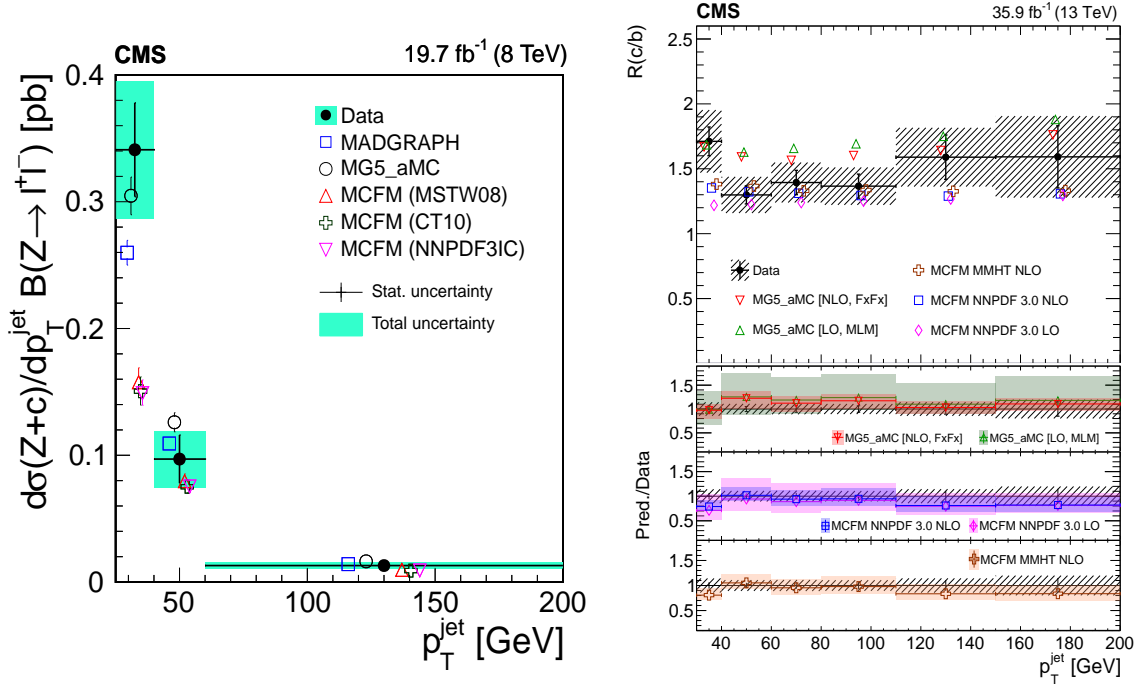 CMS
19.7 fb⁻¹ (8 TeV)
dσ(Z+c)/dp_T^jet B(Z → l⁺l⁻) [pb]
0.4
0.3
0.2
0.1
0
Data
MADGRAPH
MG5_aMC
MCFM (MSTW08)
MCFM (CT10)
MCFM (NNPDF3IC)
Stat. uncertainty
Total uncertainty
50 100 150 200
p_T^jet [GeV]
CMS
35.9 fb⁻¹ (13 TeV)
R(c/b)
2.5
2
1.5
1
0.5
Data
MG5_aMC [NLO, FxFx]
MG5_aMC [LO, MLM]
MCFM MMHT NLO
MCFM NNPDF 3.0 NLO
MCFM NNPDF 3.0 LO
Pred./Data
1.5
1
0.5
MG5_aMC [NLO, FxFx]
MG5_aMC [LO, MLM]
1.5
1
0.5
MCFM NNPDF 3.0 NLO
MCFM NNPDF 3.0 LO
1.5
1
0.5
MCFM MMHT NLO
40 60 80 100 120 140 160 180 200
p_T^jet [GeV]